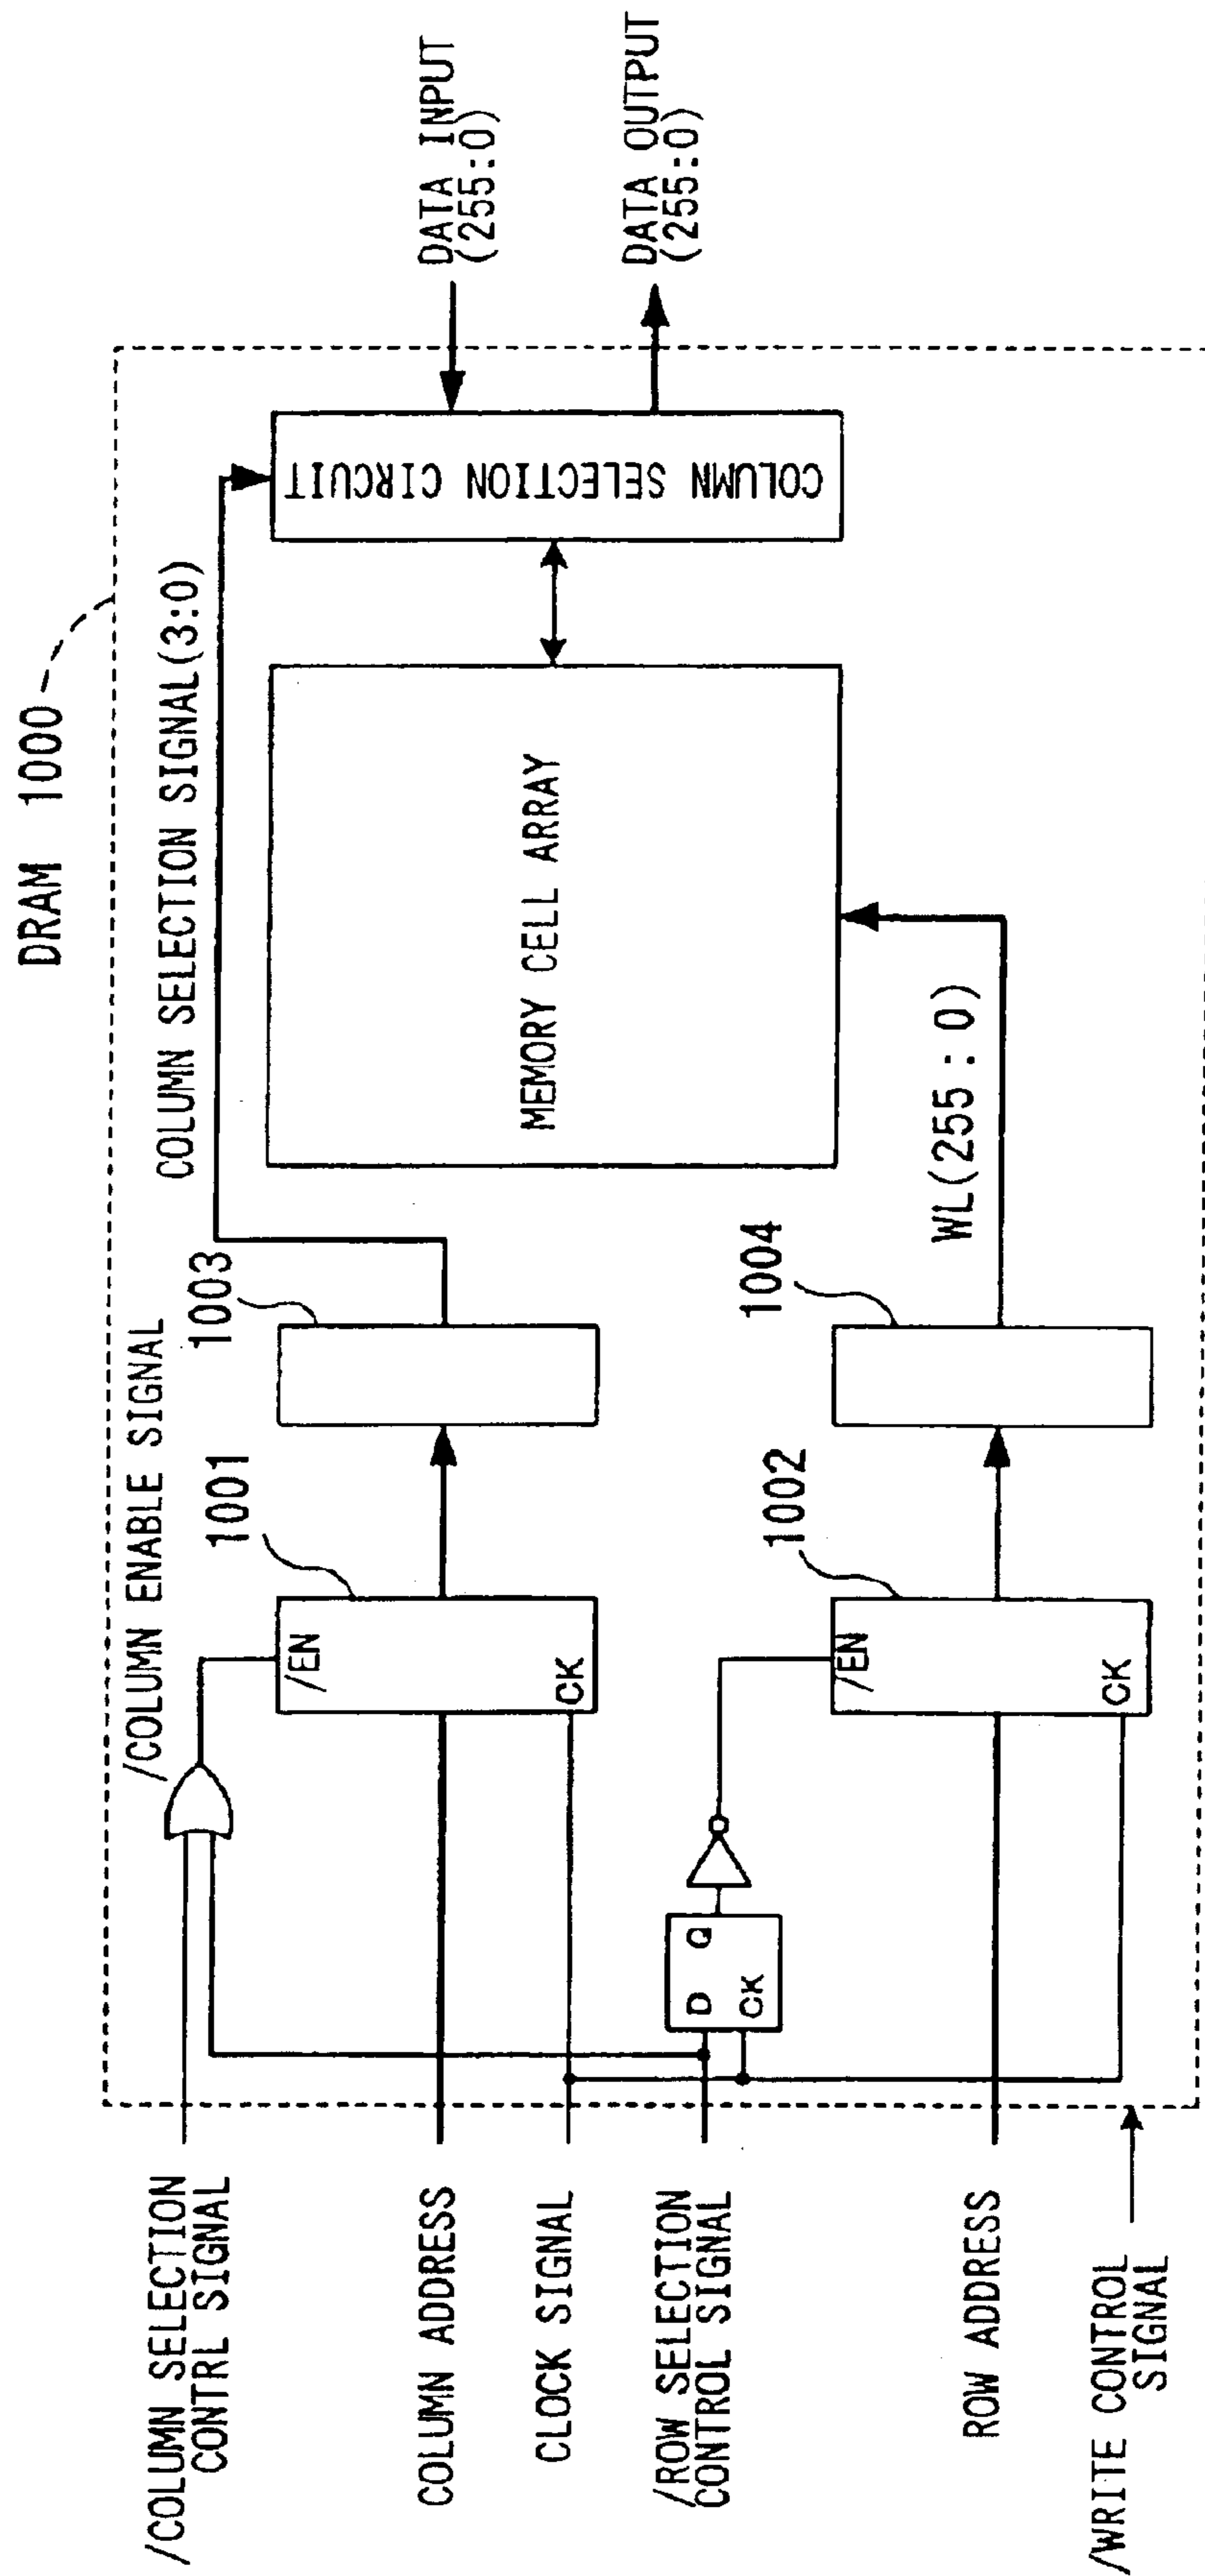 DRAM 1000
/COLUMN SELECTION
CONTRL SIGNAL
/COLUMN ENABLE SIGNAL
COLUMN SELECTION SIGNAL(3:0)
1001
1003
/EN
CK
COLUMN ADDRESS
CLOCK SIGNAL
/ROW SELECTION
CONTROL SIGNAL
D
Q
CK
MEMORY CELL ARRAY
COLUMN SELECTION CIRCUIT
DATA INPUT
(255:0)
DATA OUTPUT
(255:0)
1002
1004
/EN
CK
WL(255:0)
ROW ADDRESS
/WRITE CONTROL
SIGNAL